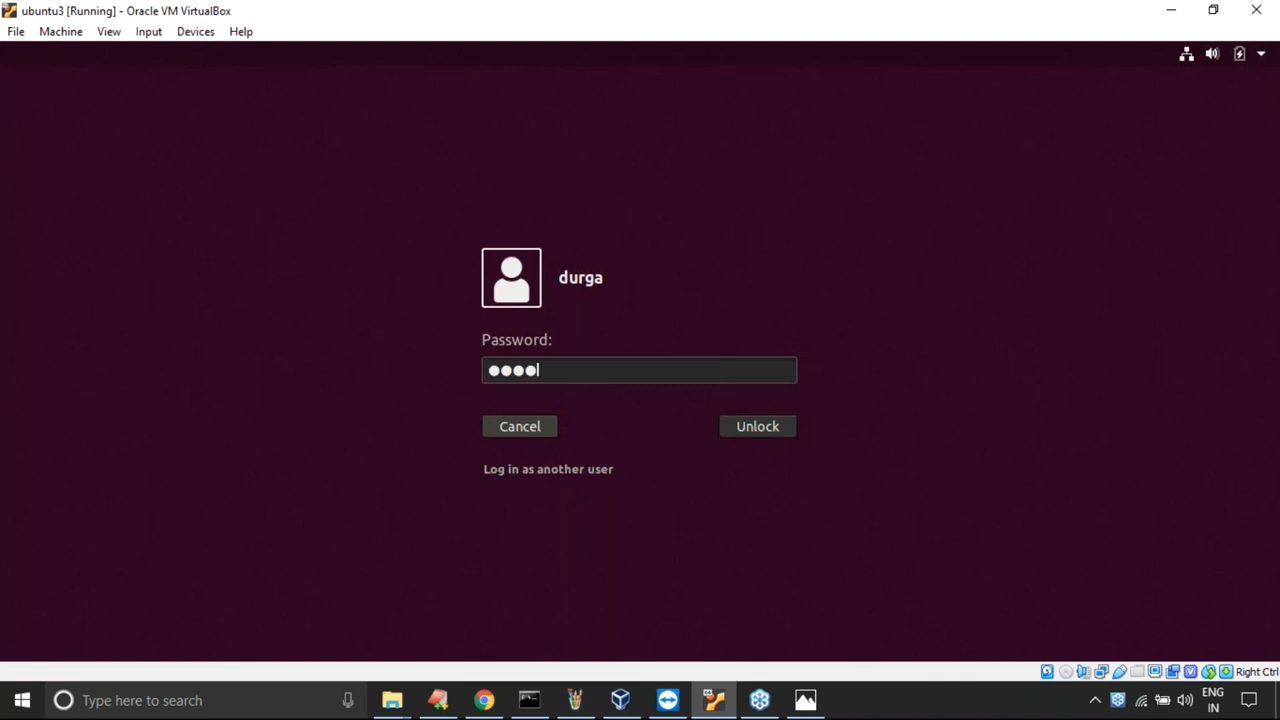 ubuntu3 [Running] - Oracle VM VirtualBox
File Machine View Input Devices Help
durga
Password:
Cancel Unlock
Log in as another user
Right Ctrl
Type here to search
ENG
IN